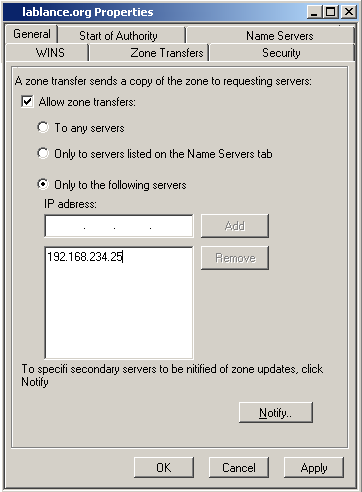 lablance.org Properties
General Start of Authority Name Servers
WINS Zone Transfers Security
A zone transfer sends a copy of the zone to requesting servers:
Allow zone transfers:
To any servers
Only to servers listed on the Name Servers tab
Only to the following servers
IP adвress:
. . . Add
192.168.234.25 Remove
To specifi secondary servers to be nitified of zone updates, click
Notify
Notify..
OK Cancel Apply